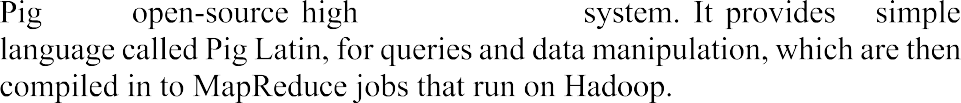 Pig open-source high system. It provides simple
language called Pig Latin, for queries and data manipulation, which are then
compiled in to MapReduce jobs that run on Hadoop.